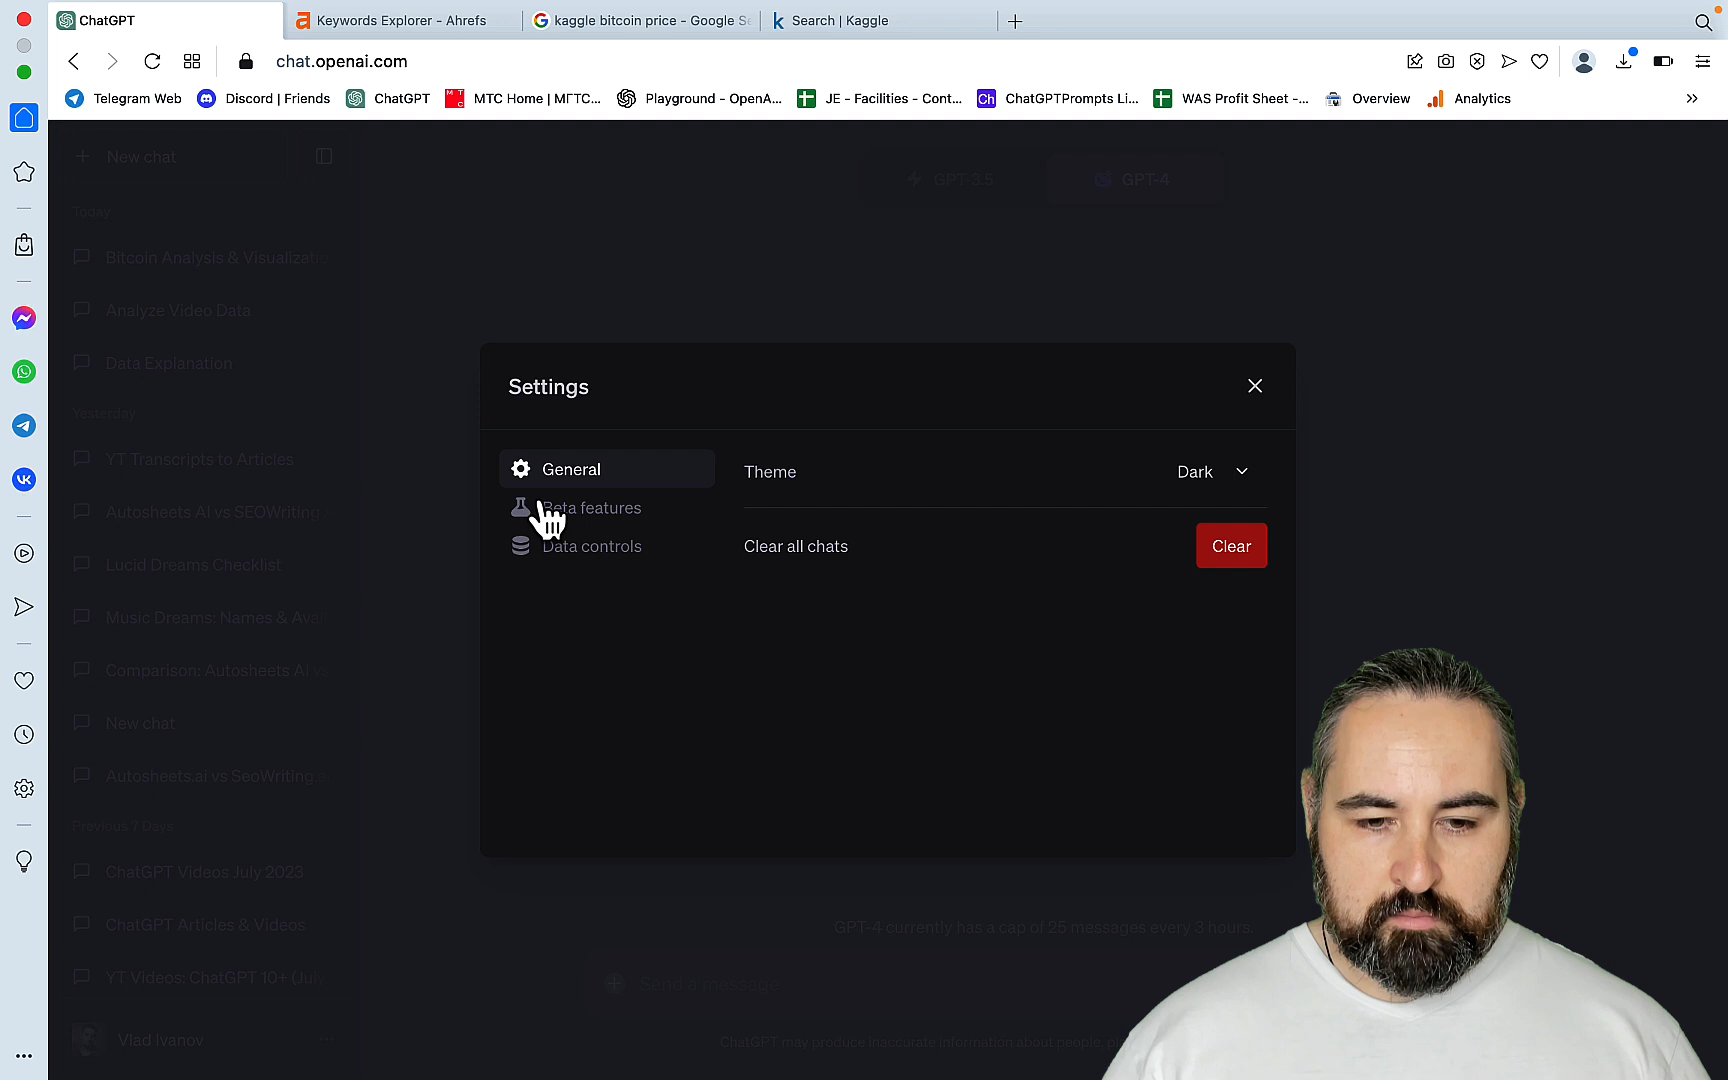 ChatGPT
Keywords Explorer - Ahrefs
kaggle bitcoin price - Google Se
Search | Kaggle
chat.openai.com
Telegram Web
Discord | Friends
ChatGPT
MTC Home | МГТС...
Playground - OpenA...
JE - Facilities - Cont...
Ch
ChatGPTPrompts Li...
WAS Profit Sheet -...
Overview
Analytics
New chat
GPT-3.5
GPT-4
Today
Bitcoin Analysis & Visualizatio
Analyze Video Data
Data Explanation
Yesterday
YT Transcripts to Articles
Autosheets AI vs SEOWriting
Lucid Dreams Checklist
Music Dreams: Names & Avai
Comparison: Autosheets AI vs
New chat
Autosheets.ai vs SeoWriting.
Previous 7 Days
ChatGPT Videos July 2023
ChatGPT Articles & Videos
YT Videos: ChatGPT 10+ (July
Vlad Ivanov
Settings
General
Beta features
Data controls
Theme
Dark
Clear all chats
Clear
GPT-4 currently has a cap of 25 messages every 3 hours.
Send a message
ChatGPT may produce inaccurate information about people,